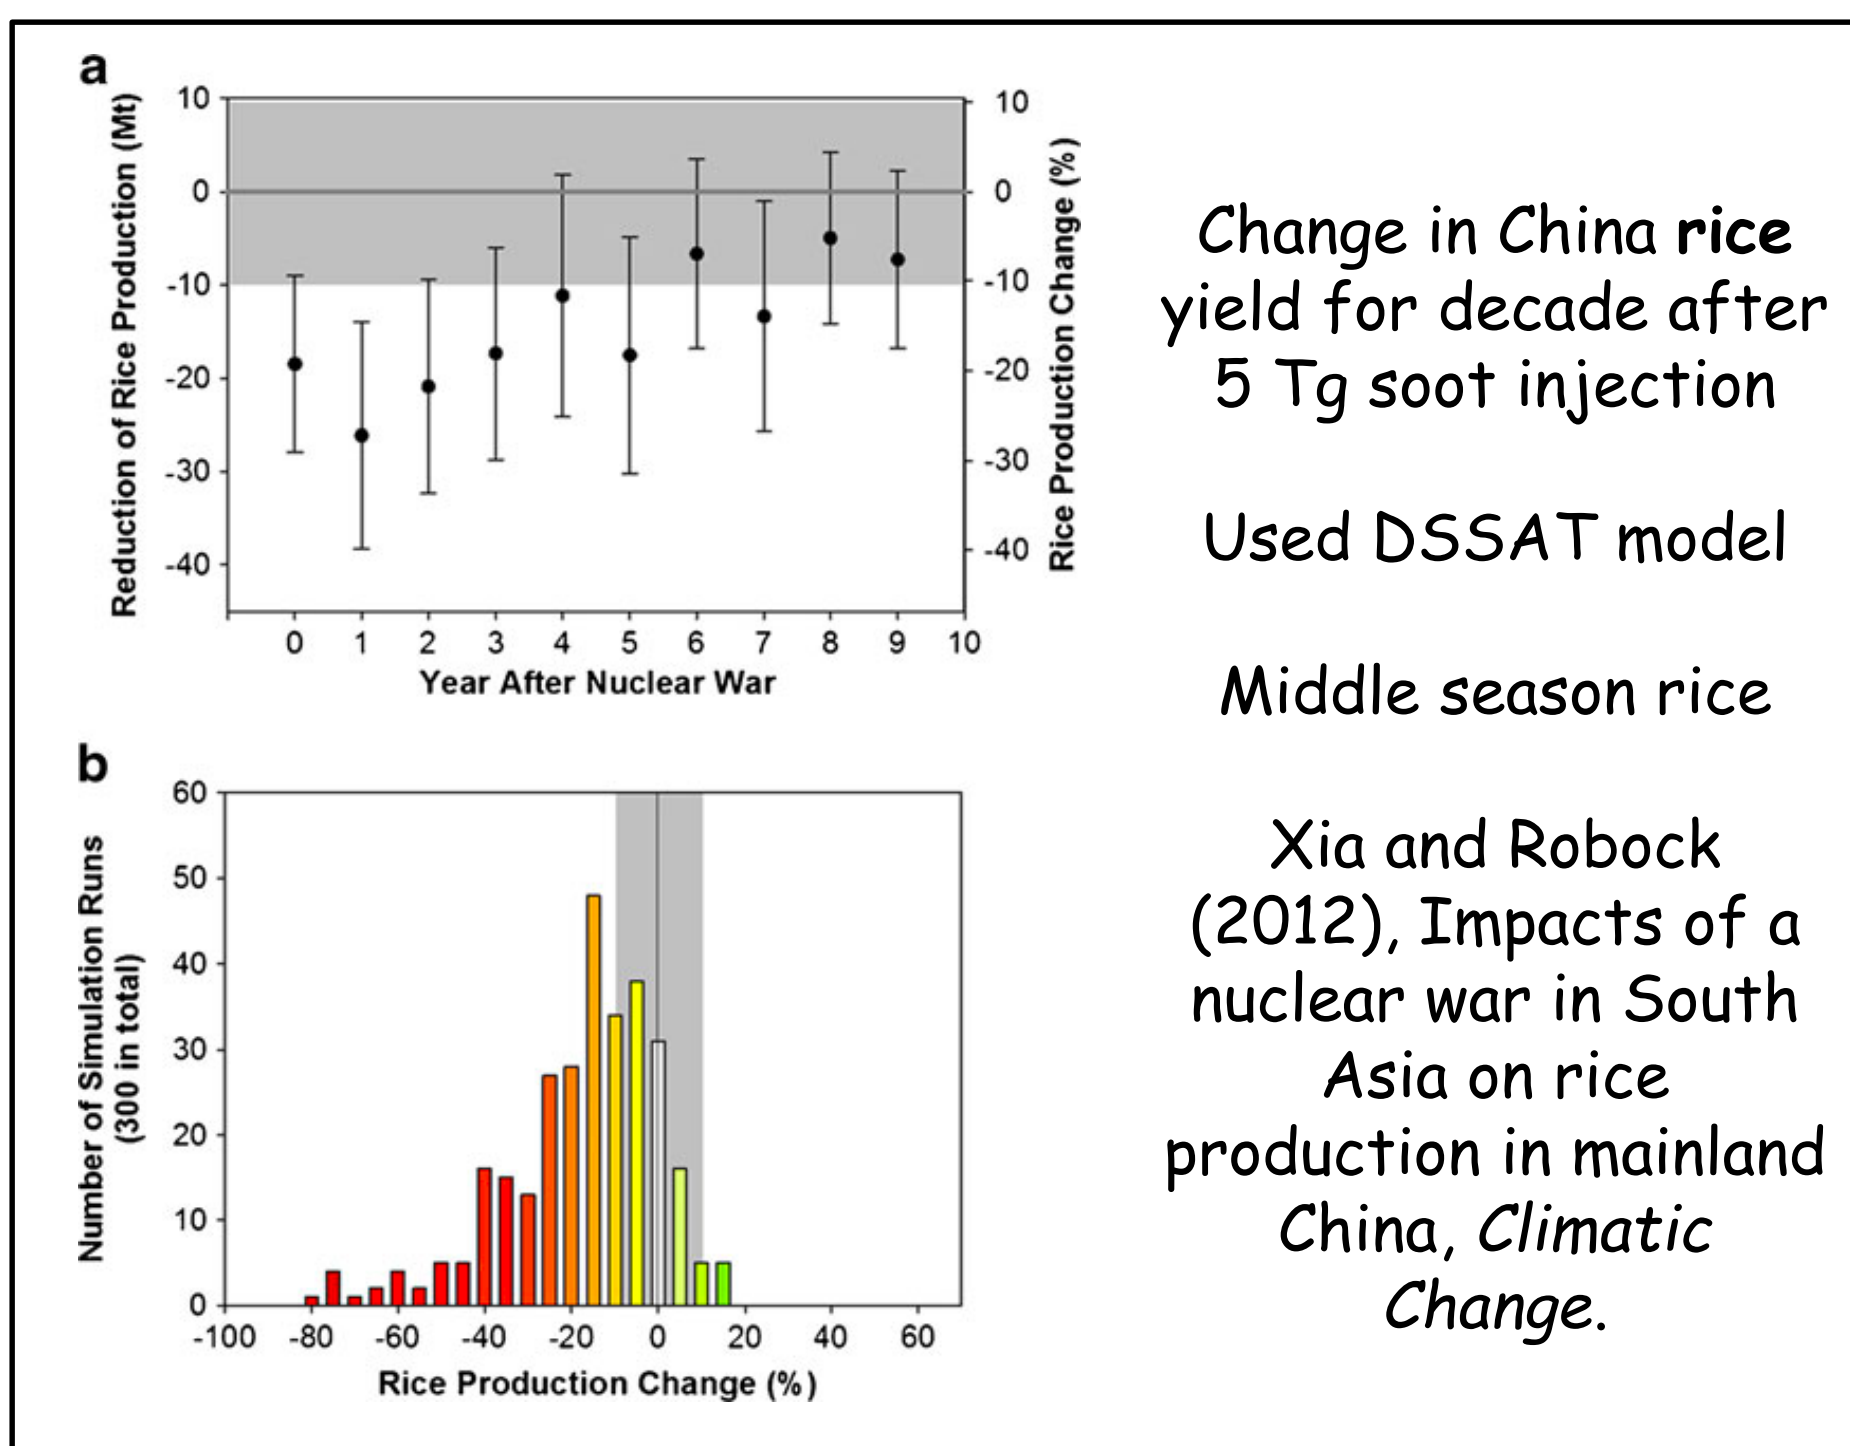 a
Reduction of Rice Production (Mt)
10
0
-10
-20
-30
-40
10
0
-10
-20
-30
-40
Rice Production Change (%)
0 1 2 3 4 5 6 7 8 9 10
Year After Nuclear War
b
Number of Simulation Runs
(300 in total)
60
50
40
30
20
10
0
-100 -80 -60 -40 -20 0 20 40 60
Rice Production Change (%)
Change in China rice
yield for decade after
5 Tg soot injection
Used DSSAT model
Middle season rice
Xia and Robock
(2012), Impacts of a
nuclear war in South
Asia on rice
production in mainland
China, Climatic
Change.